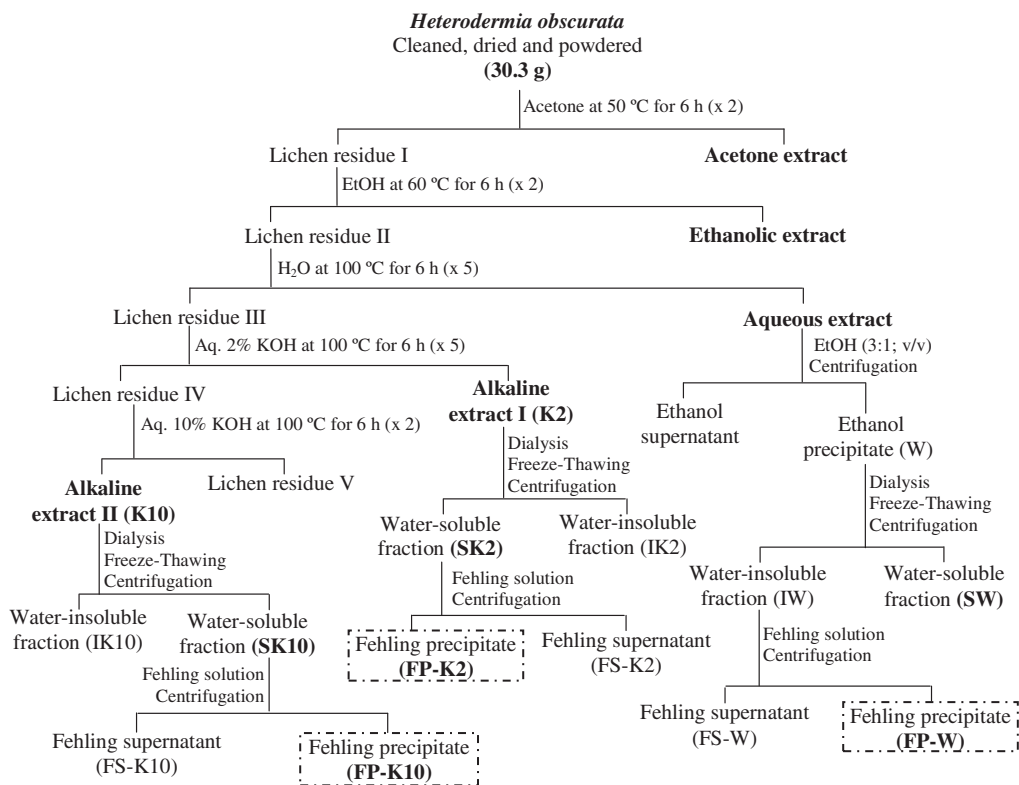 Heterodermia obscurata
Cleaned, dried and powdered
(30.3 g)
Acetone at 50 ºC for 6 h (x 2)
Lichen residue I
Acetone extract
EtOH at 60 ºC for 6 h (x 2)
Lichen residue II
Ethanolic extract
H₂O at 100 ºC for 6 h (x 5)
Lichen residue III
Aqueous extract
Aq. 2% KOH at 100 ºC for 6 h (x 5)
EtOH (3:1; v/v)
Centrifugation
Lichen residue IV
Alkaline
extract I (K2)
Ethanol
supernatant
Ethanol
precipitate (W)
Aq. 10% KOH at 100 ºC for 6 h (x 2)
Dialysis
Freeze-Thawing
Centrifugation
Alkaline
extract II (K10)
Lichen residue V
Dialysis
Freeze-Thawing
Centrifugation
Water-soluble
fraction (SK2)
Water-insoluble
fraction (IK2)
Dialysis
Freeze-Thawing
Centrifugation
Fehling solution
Centrifugation
Water-insoluble
fraction (IW)
Water-soluble
fraction (SW)
Water-insoluble
fraction (IK10)
Water-soluble
fraction (SK10)
Fehling precipitate
(FP-K2)
Fehling supernatant
(FS-K2)
Fehling solution
Centrifugation
Fehling solution
Centrifugation
Fehling supernatant
(FS-K10)
Fehling precipitate
(FP-K10)
Fehling supernatant
(FS-W)
Fehling precipitate
(FP-W)